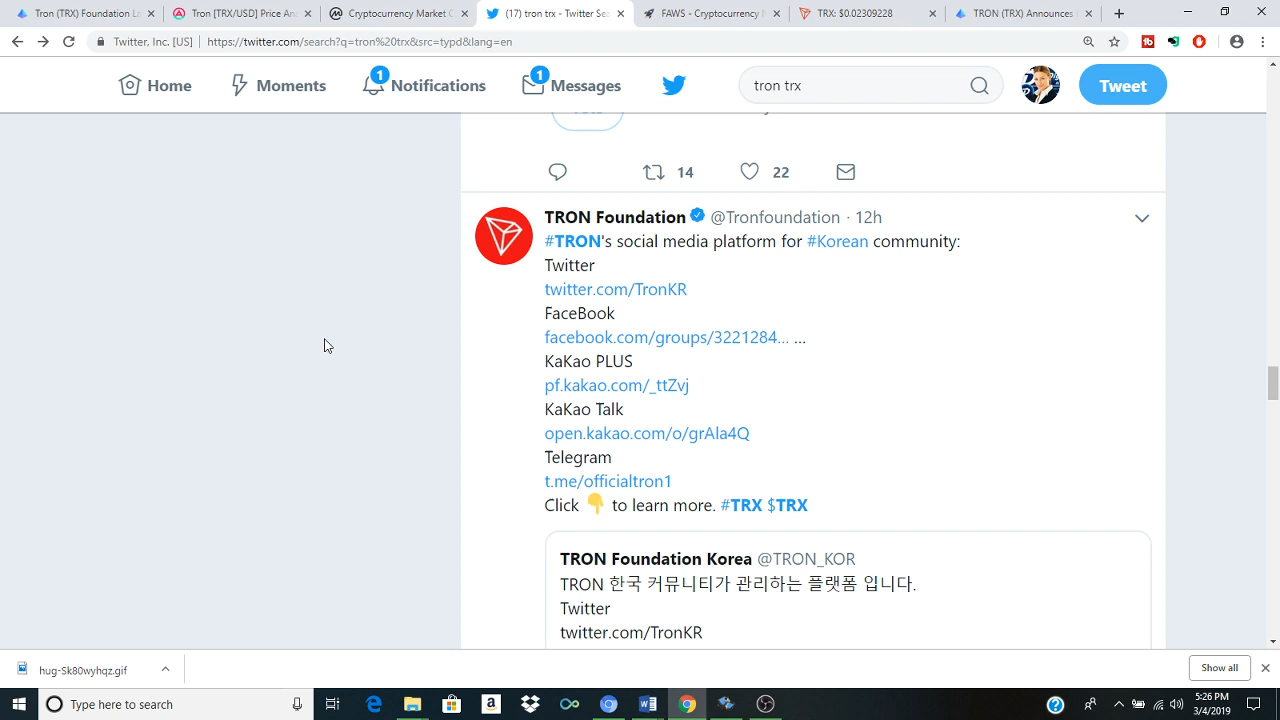 Tron (TRX) Foundation L
Tron [TRX/USD] Price An
Cryptocurrency Market C
(17) tron trx - Twitter Sea
FAWS - Cryptocurrency
TRX: $0.02309228
TRON (TRX) Announces
Twitter, Inc. [US]
https://twitter.com/search?q=tron%20trx&src=typd&lang=en
Home
Moments
1
Notifications
1
Messages
tron trx
Tweet
14
22
TRON Foundation @Tronfoundation · 12h
#TRON's social media platform for #Korean community:
Twitter
twitter.com/TronKR
FaceBook
facebook.com/groups/3221284... ...
KaKao PLUS
pf.kakao.com/_ttZvj
KaKao Talk
open.kakao.com/o/grAla4Q
Telegram
t.me/officialtron1
Click 👇 to learn more. #TRX $TRX
TRON Foundation Korea @TRON_KOR
TRON 한국 커뮤니티가 관리하는 플랫폼 입니다.
Twitter
twitter.com/TronKR
hug-Sk80wyhqz.gif
Show all
Type here to search
5:26 PM
3/4/2019